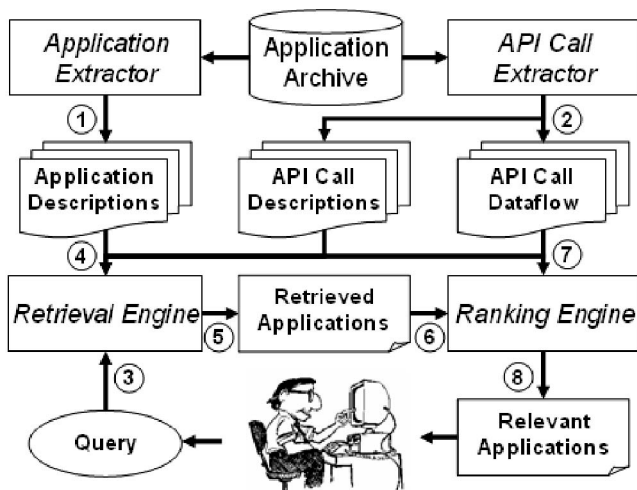 Application
Extractor
Application
Archive
API Call
Extractor
1
2
Application
Descriptions
API Call
Descriptions
API Call
Dataflow
4
7
Retrieval Engine
5
Retrieved
Applications
6
Ranking Engine
3
8
Query
Relevant
Applications